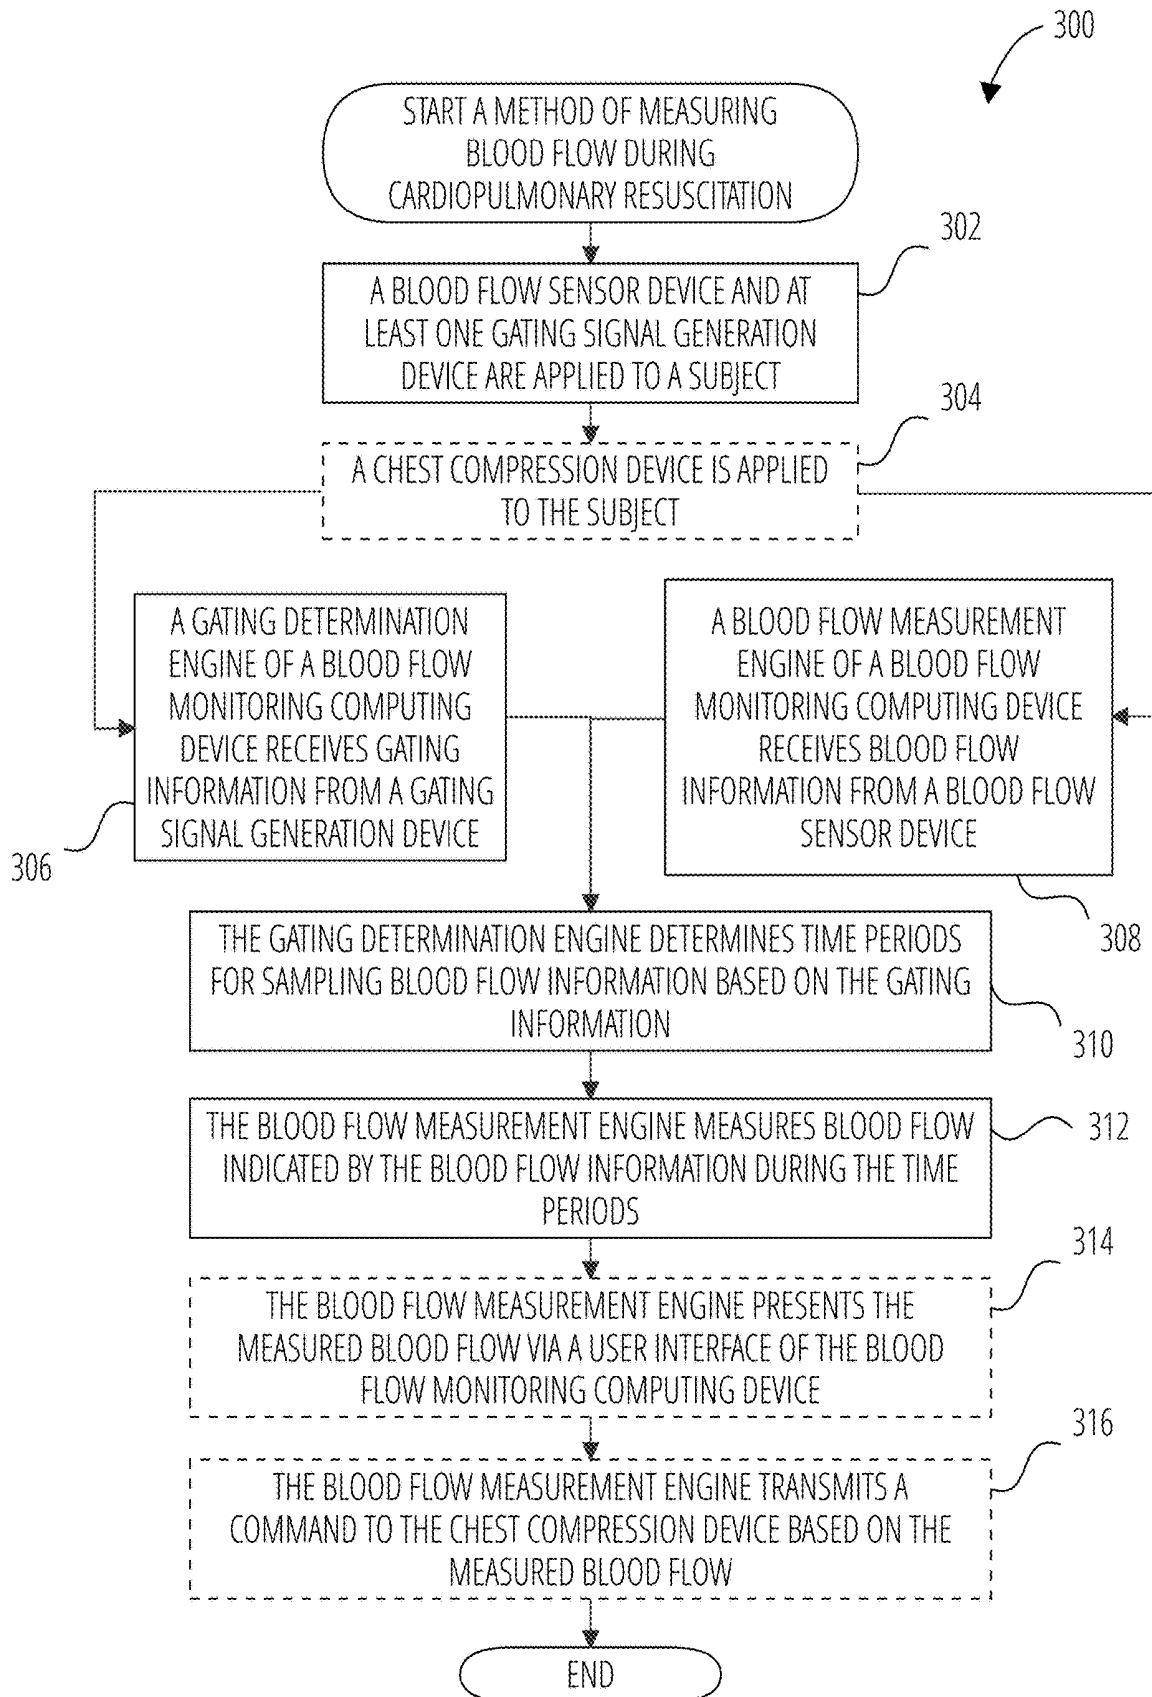 300
START A METHOD OF MEASURING
BLOOD FLOW DURING
CARDIOPULMONARY RESUSCITATION
302
A BLOOD FLOW SENSOR DEVICE AND AT
LEAST ONE GATING SIGNAL GENERATION
DEVICE ARE APPLIED TO A SUBJECT
304
A CHEST COMPRESSION DEVICE IS APPLIED
TO THE SUBJECT
A GATING DETERMINATION
ENGINE OF A BLOOD FLOW
MONITORING COMPUTING
DEVICE RECEIVES GATING
INFORMATION FROM A GATING
SIGNAL GENERATION DEVICE
306
A BLOOD FLOW MEASUREMENT
ENGINE OF A BLOOD FLOW
MONITORING COMPUTING DEVICE
RECEIVES BLOOD FLOW
INFORMATION FROM A BLOOD FLOW
SENSOR DEVICE
308
THE GATING DETERMINATION ENGINE DETERMINES TIME PERIODS
FOR SAMPLING BLOOD FLOW INFORMATION BASED ON THE GATING
INFORMATION
310
THE BLOOD FLOW MEASUREMENT ENGINE MEASURES BLOOD FLOW
INDICATED BY THE BLOOD FLOW INFORMATION DURING THE TIME
PERIODS
312
314
THE BLOOD FLOW MEASUREMENT ENGINE PRESENTS THE
MEASURED BLOOD FLOW VIA A USER INTERFACE OF THE BLOOD
FLOW MONITORING COMPUTING DEVICE
316
THE BLOOD FLOW MEASUREMENT ENGINE TRANSMITS A
COMMAND TO THE CHEST COMPRESSION DEVICE BASED ON THE
MEASURED BLOOD FLOW
END